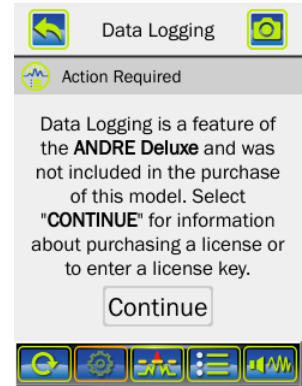 Data Logging
Action Required
Data Logging is a feature of
the ANDRE Deluxe and was
not included in the purchase
of this model. Select
"CONTINUE" for information
about purchasing a license or
to enter a license key.
Continue